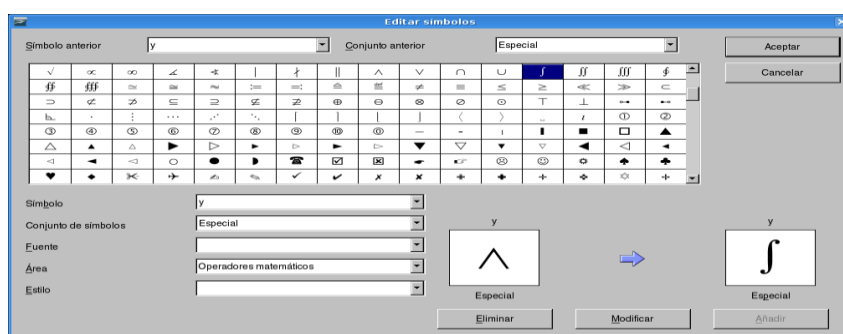 Editar símbolos
Símbolo anterior y Conjunto anterior Especial Aceptar
Cancelar
Símbolo y
Conjunto de símbolos Especial
Fuente
Área Operadores matemáticos
Estilo
y y
Especial Especial
Eliminar Modificar Añadir